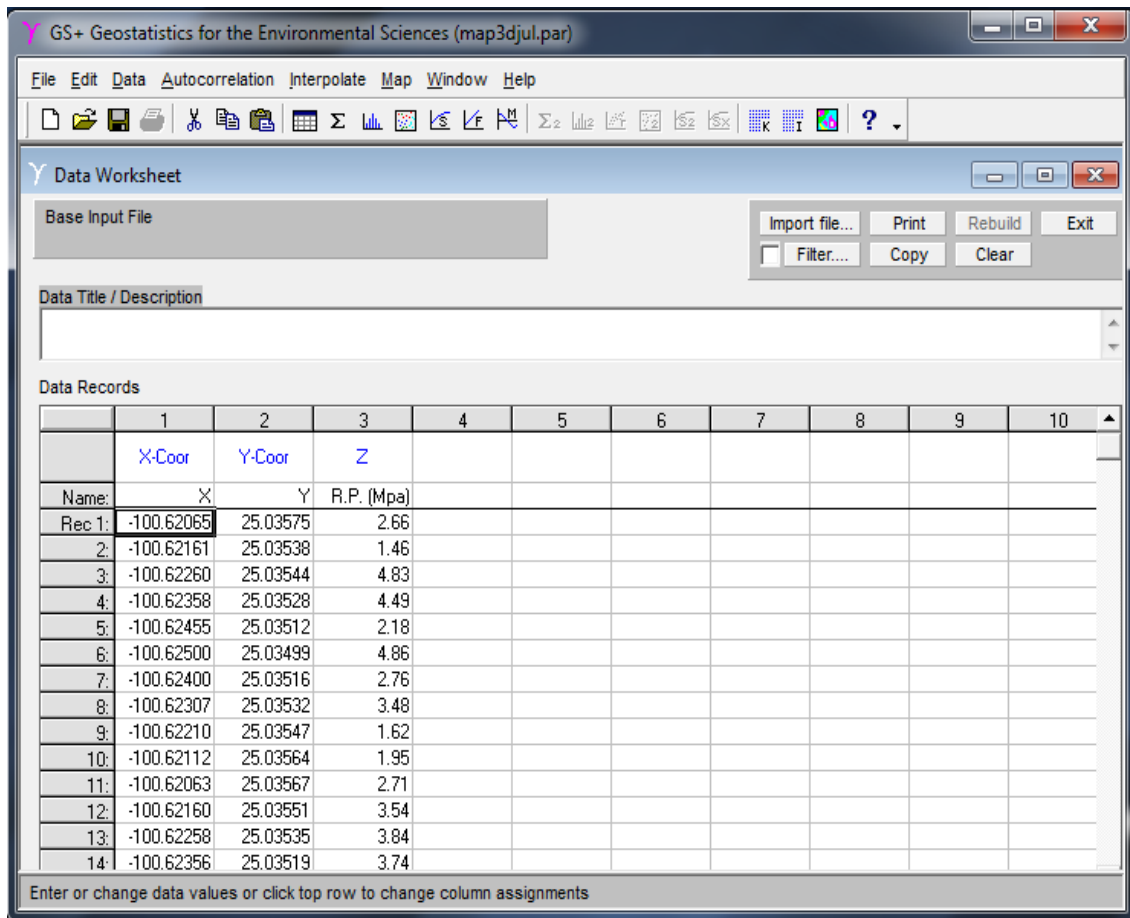 GS+ Geostatistics for the Environmental Sciences (map3djul.par)
File Edit Data Autocorrelation Interpolate Map Window Help
Data Worksheet
Base Input File
Import file... Print Rebuild Exit
Filter.... Copy Clear
Data Title / Description
Data Records
1 2 3 4 5 6 7 8 9 10
X-Coor Y-Coor Z
Name: X Y R.P. (Mpa)
Rec 1: -100.62065 25.03575 2.66
2: -100.62161 25.03538 1.46
3: -100.62260 25.03544 4.83
4: -100.62358 25.03528 4.49
5: -100.62455 25.03512 2.18
6: -100.62500 25.03499 4.86
7: -100.62400 25.03516 2.76
8: -100.62307 25.03532 3.48
9: -100.62210 25.03547 1.62
10: -100.62112 25.03564 1.95
11: -100.62063 25.03567 2.71
12: -100.62160 25.03551 3.54
13: -100.62258 25.03535 3.84
14: -100.62356 25.03519 3.74
Enter or change data values or click top row to change column assignments